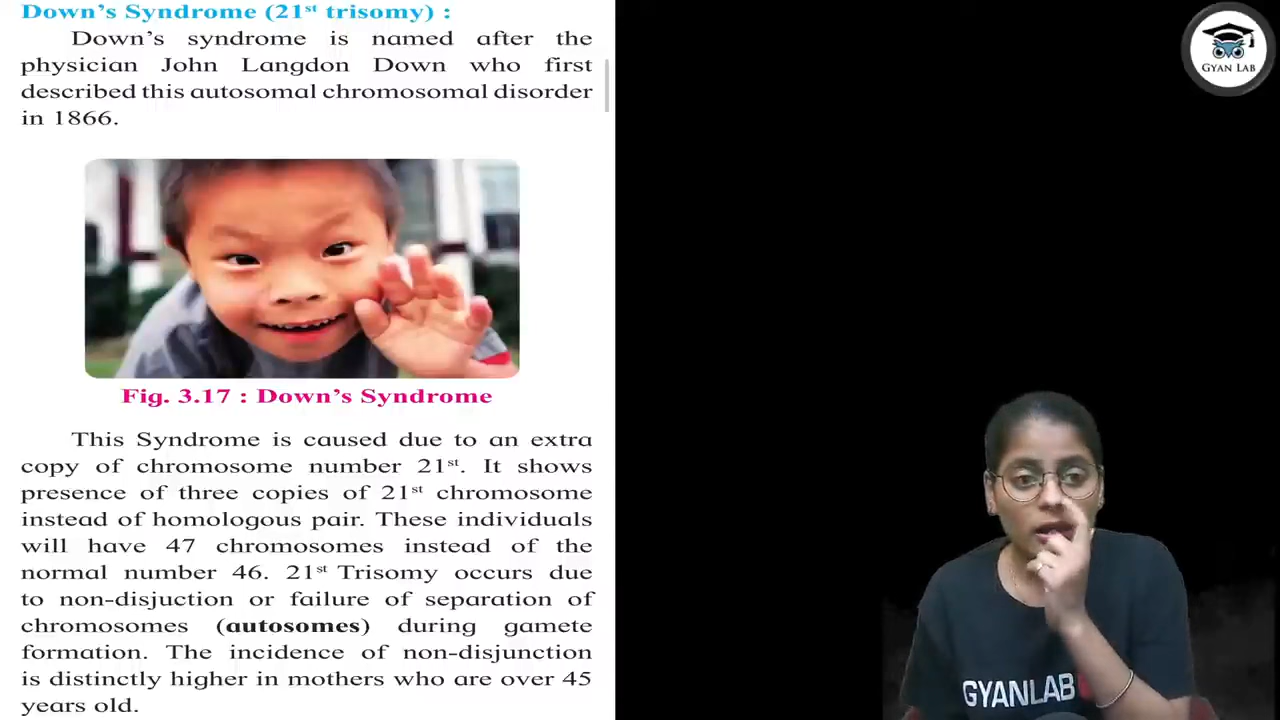 Down's Syndrome (21st trisomy) :
Down's syndrome is named after the
physician John Langdon Down who first
described this autosomal chromosomal disorder
in 1866.
Fig. 3.17 : Down's Syndrome
This Syndrome is caused due to an extra
copy of chromosome number 21st. It shows
presence of three copies of 21st chromosome
instead of homologous pair. These individuals
will have 47 chromosomes instead of the
normal number 46. 21st Trisomy occurs due
to non-disjuction or failure of separation of
chromosomes (autosomes) during gamete
formation. The incidence of non-disjunction
is distinctly higher in mothers who are over 45
years old.
GYAN LAB
GYANLAB